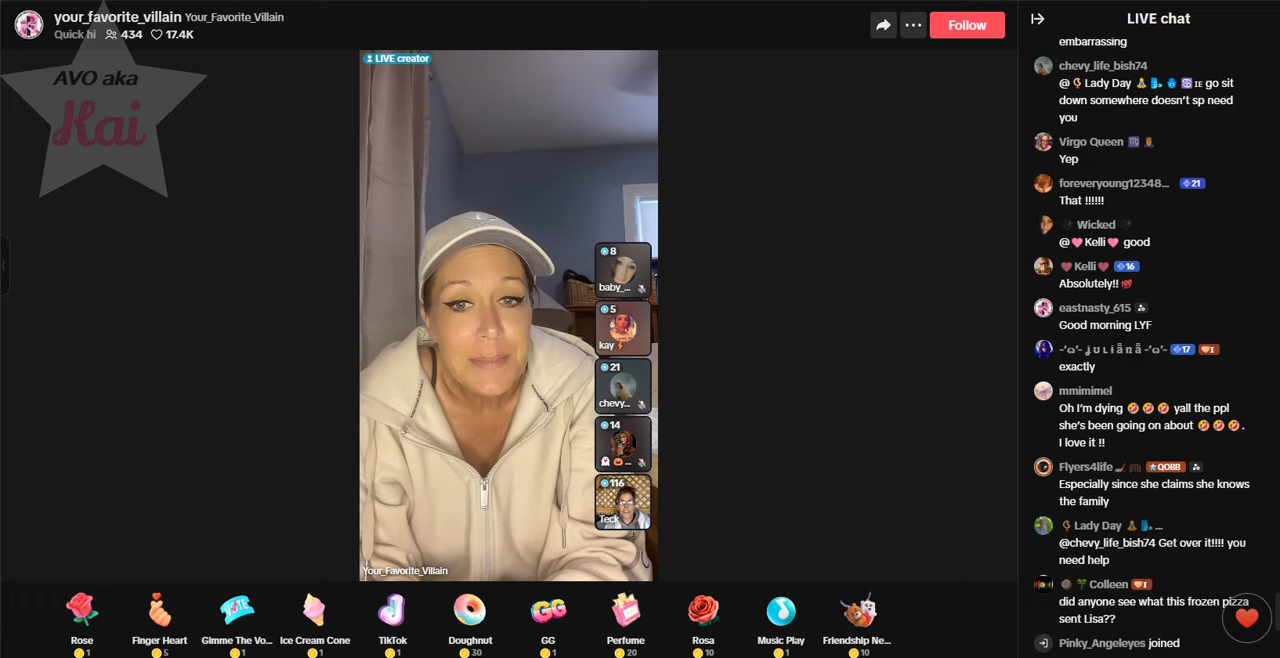 your_favorite_villain Your_Favorite_Villain
Quick hi 434 17.4K
Follow
AVO aka
Kai
LIVE creator
8
baby_...
5
kay
21
chevy...
14
...
116
Teck
Your_Favorite_Villain
Rose
1
Finger Heart
5
VOTE
Gimme The Vo...
1
Ice Cream Cone
1
TikTok
1
Doughnut
30
GG
GG
1
Perfume
20
Rosa
10
Music Play
1
Friendship Ne...
10
LIVE chat
embarrassing
chevy_life_bish74
@Lady Day ɪᴇ go sit
down somewhere doesn't sp need
you
Virgo Queen
Yep
foreveryoung12348... 21
That !!!!!!
Wicked
@Kelli good
Kelli 16
Absolutely!!
eastnasty_615
Good morning LYF
17 I
exactly
mmimimel
Oh I'm dying 🤣 🤣 🤣 yall the ppl
she's been going on about 🤣 🤣 🤣.
I love it !!
Flyers4life QOBB
Especially since she claims she knows
the family
Lady Day ...
@chevy_life_bish74 Get over it!!!! you
need help
Colleen I
did anyone see what this frozen pizza
sent Lisa??
Pinky_Angeleyes joined